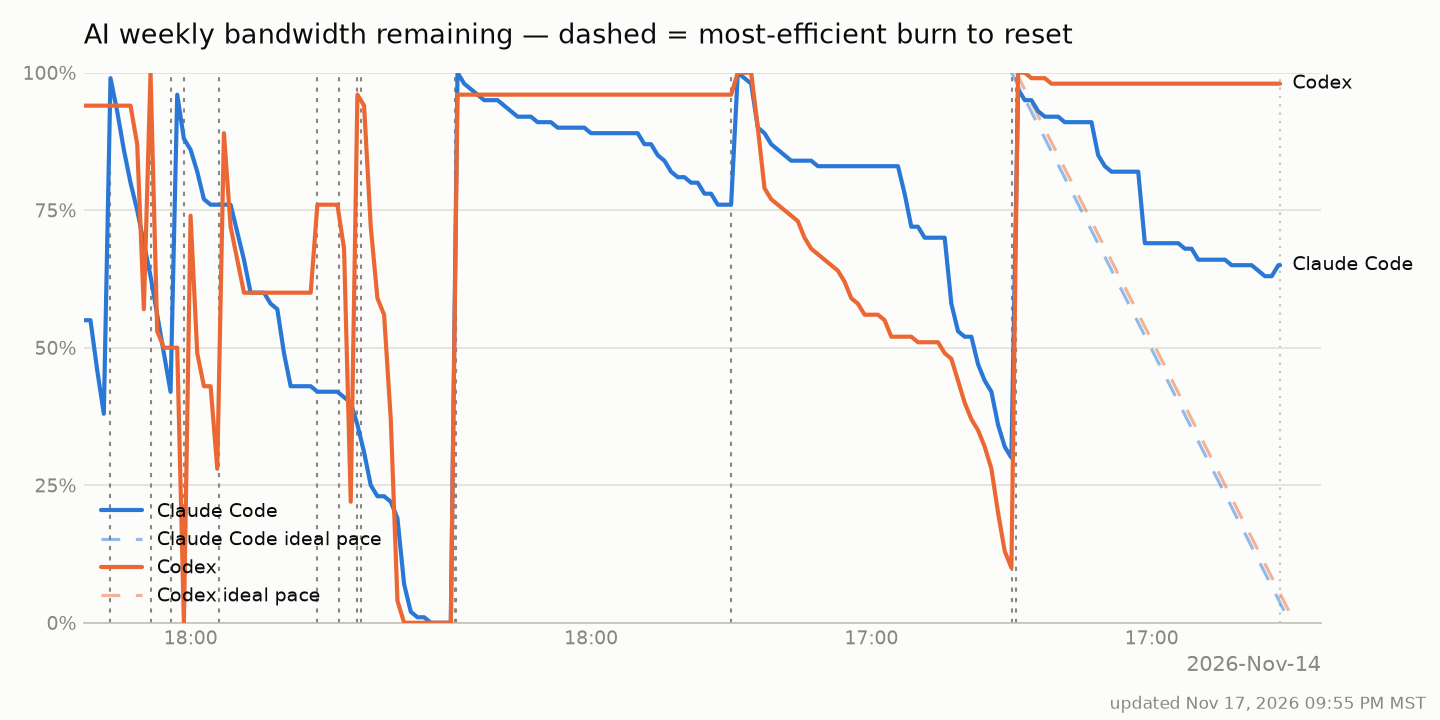 AI weekly bandwidth remaining — dashed = most-efficient burn to reset
100%
75%
50%
25%
0%
Codex
Claude Code
Claude Code
Claude Code ideal pace
Codex
Codex ideal pace
18:00
18:00
17:00
17:00
2026-Nov-14
updated Nov 17, 2026 09:55 PM MST